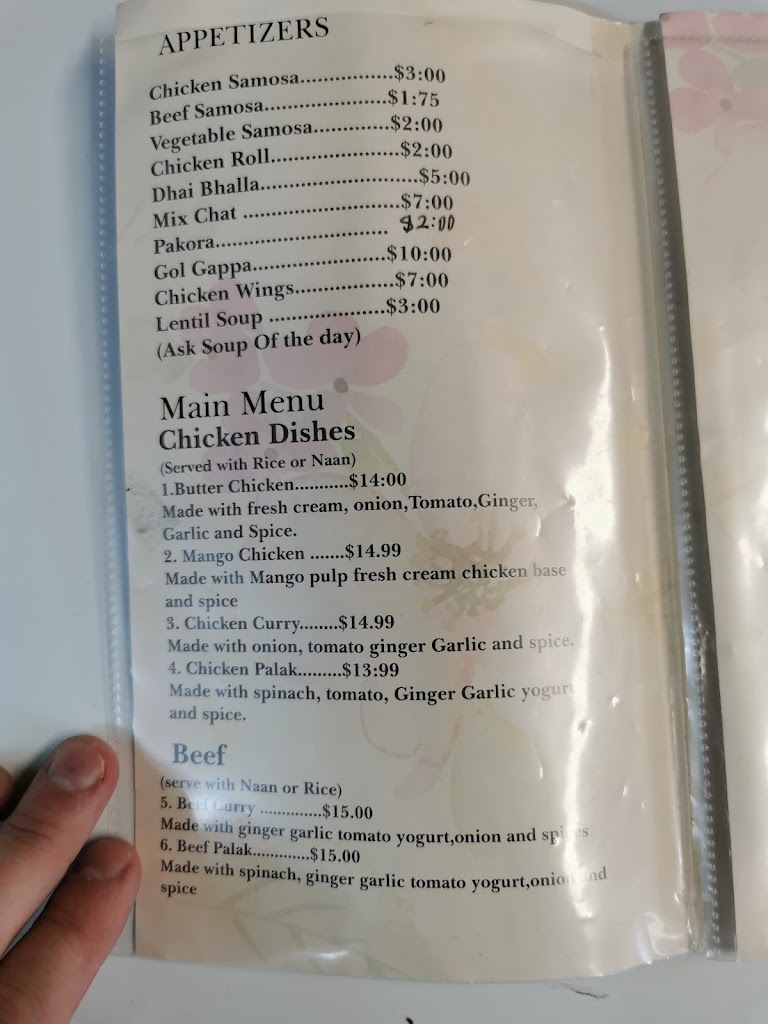 APPETIZERS
Chicken Samosa................$3:00
Beef Samosa.....................$1:75
Vegetable Samosa.............$2:00
Chicken Roll......................$2:00
Dhai Bhalla...........................$5:00
Mix Chat ...........................$7:00
Pakora.............................. $2:00
Gol Gappa.......................$10:00
Chicken Wings.................$7:00
Lentil Soup ....................$3:00
(Ask Soup Of the day)
Main Menu
Chicken Dishes
(Served with Rice or Naan)
1.Butter Chicken...........$14:00
Made with fresh cream, onion,Tomato,Ginger,
Garlic and Spice.
2. Mango Chicken .......$14.99
Made with Mango pulp fresh cream chicken base
and spice
3. Chicken Curry........$14.99
Made with onion, tomato ginger Garlic and spice.
4. Chicken Palak.........$13:99
Made with spinach, tomato, Ginger Garlic yogurt
and spice.
Beef
(serve with Naan or Rice)
5. Beef Curry .............$15.00
Made with ginger garlic tomato yogurt,onion and spices
6. Beef Palak............$15.00
Made with spinach, ginger garlic tomato yogurt,onion and
spice